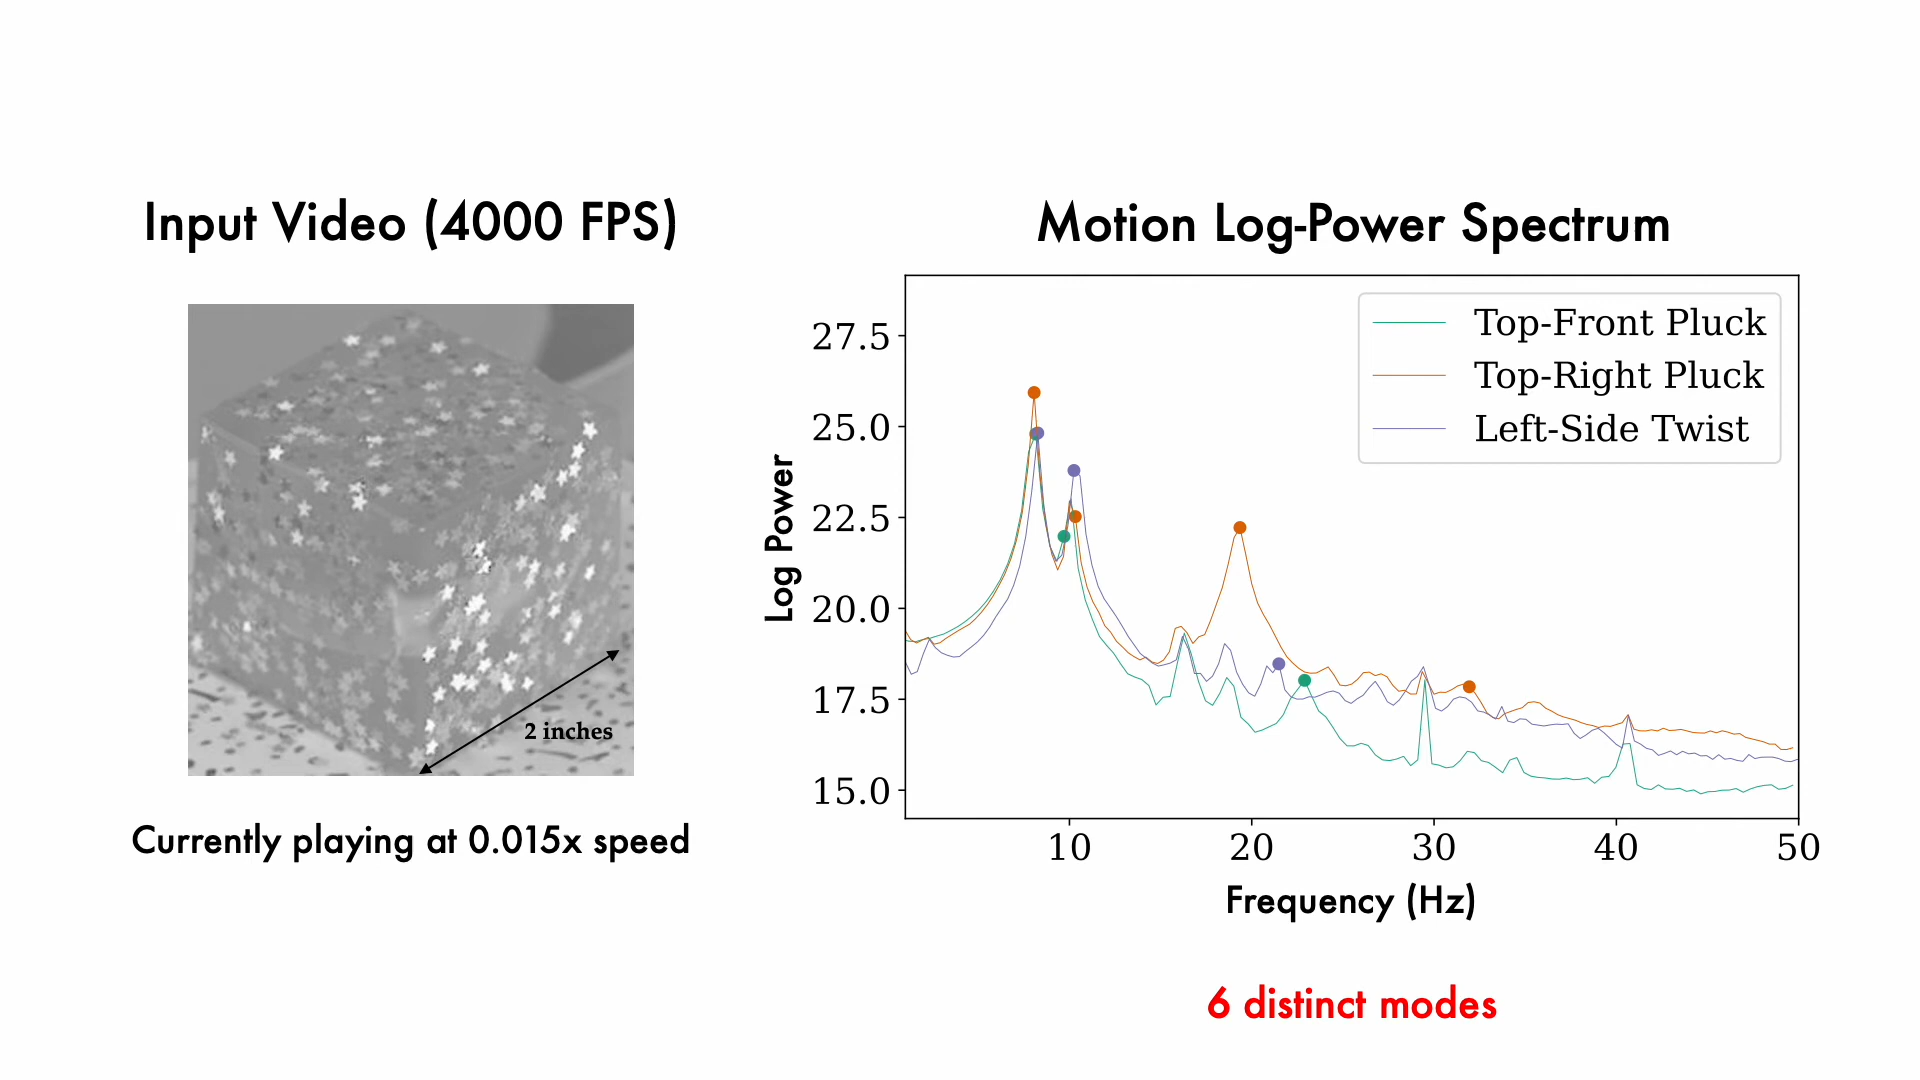 Input Video (4000 FPS)
2 inches
Currently playing at 0.015x speed
Motion Log-Power Spectrum
Top-Front Pluck
Top-Right Pluck
Left-Side Twist
27.5
25.0
22.5
20.0
17.5
15.0
Log Power
10 20 30 40 50
Frequency (Hz)
6 distinct modes